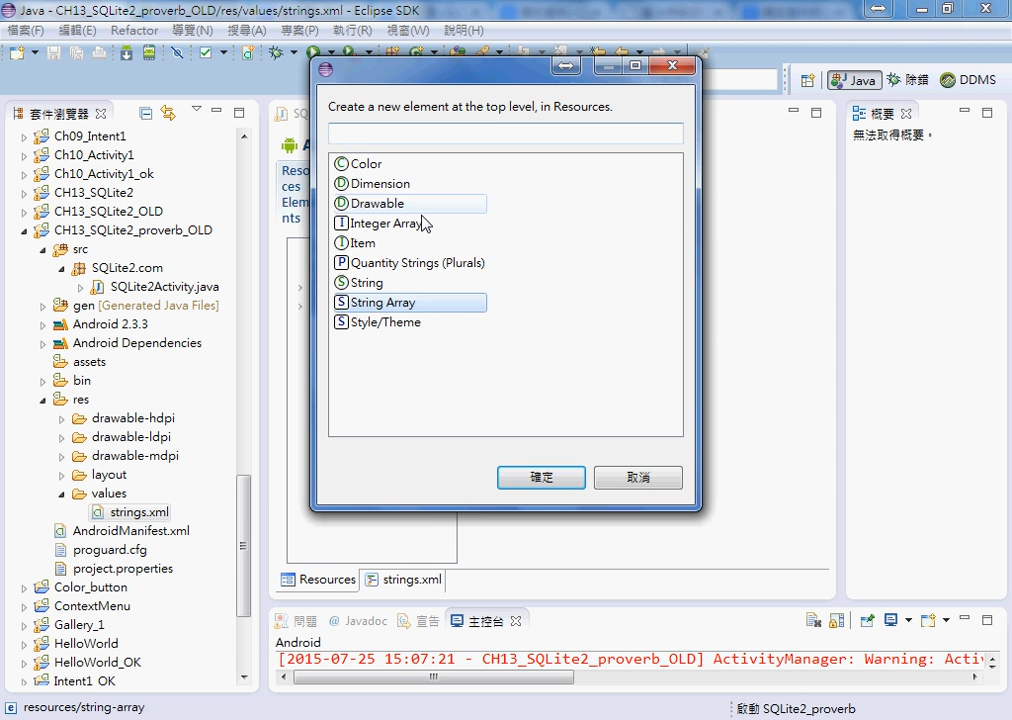 Java - CH13_SQLite2_proverb_OLD/res/values/strings.xml - Eclipse SDK
檔案(F) 編輯(E) Refactor 導覽(N) 搜尋(A) 專案(P) 執行(R) 視窗(W) 說明(H)
Java 除錯 DDMS
套件瀏覽器
Ch09_Intent1
Ch10_Activity1
Ch10_Activity1_ok
CH13_SQLite2
CH13_SQLite2_OLD
CH13_SQLite2_proverb_OLD
src
SQLite2.com
SQLite2Activity.java
gen [Generated Java Files]
Android 2.3.3
Android Dependencies
assets
bin
res
drawable-hdpi
drawable-ldpi
drawable-mdpi
layout
values
strings.xml
AndroidManifest.xml
proguard.cfg
project.properties
Color_button
ContextMenu
Gallery_1
HelloWorld
HelloWorld_OK
Intent1 OK
SQ
A
Resour
ces
Elem
nts
Create a new element at the top level, in Resources.
C Color
D Dimension
D Drawable
I Integer Array
I Item
P Quantity Strings (Plurals)
S String
S String Array
S Style/Theme
確定 取消
Resources strings.xml
概要
無法取得概要。
問題 @ Javadoc 宣告 主控台
Android
[2015-07-25 15:07:21 - CH13_SQLite2_proverb_OLD] ActivityManager: Warning: Activ
resources/string-array
啟動 SQLite2_proverb